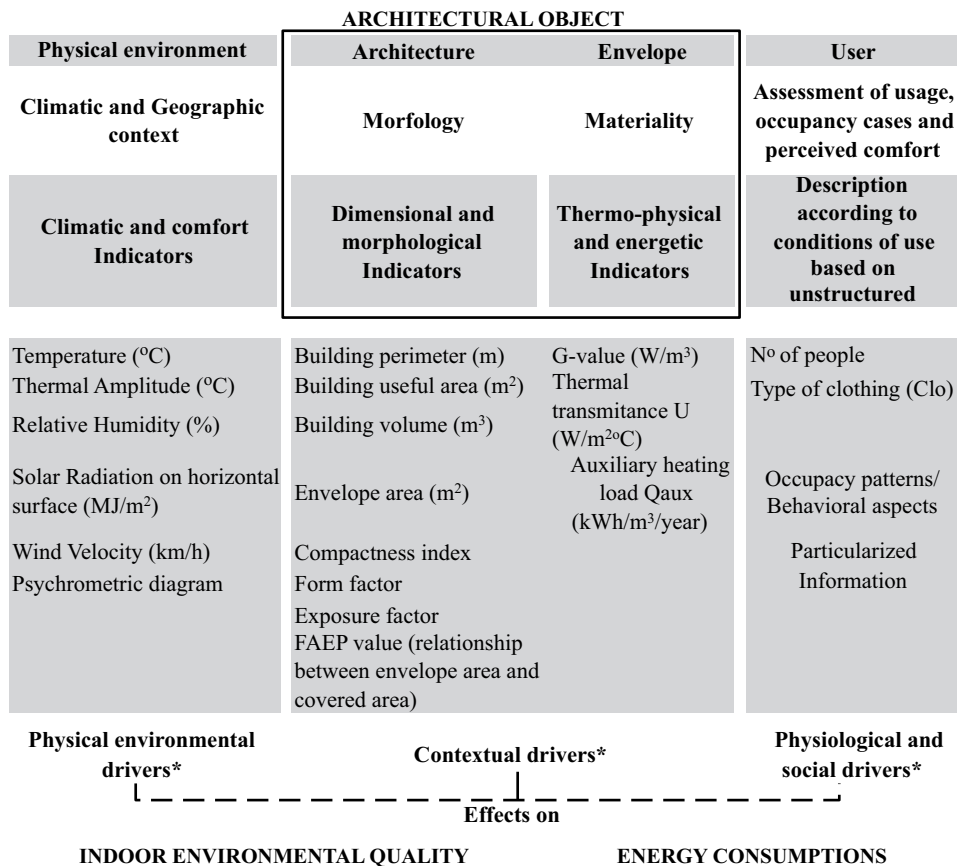 ARCHITECTURAL OBJECT
Physical environment
Architecture
Envelope
User
Climatic and Geographic
context
Morfology
Materiality
Assessment of usage,
occupancy cases and
perceived comfort
Climatic and comfort
Indicators
Dimensional and
morphological
Indicators
Thermo-physical
and energetic
Indicators
Description
according to
conditions of use
based on
unstructured
Temperature (ºC)
Thermal Amplitude (ºC)
Relative Humidity (%)
Solar Radiation on horizontal
surface (MJ/m²)
Wind Velocity (km/h)
Psychrometric diagram
Building perimeter (m)
Building useful area (m²)
Building volume (m³)
Envelope area (m²)
Compactness index
Form factor
Exposure factor
FAEP value (relationship
between envelope area and
covered area)
G-value (W/m³)
Thermal
transmitance U
(W/m²ºC)
Auxiliary heating
load Qaux
(kWh/m³/year)
Nº of people
Type of clothing (Clo)
Occupacy patterns/
Behavioral aspects
Particularized
Information
Physical environmental
drivers*
Contextual drivers*
Physiological and
social drivers*
Effects on
INDOOR ENVIRONMENTAL QUALITY
ENERGY CONSUMPTIONS